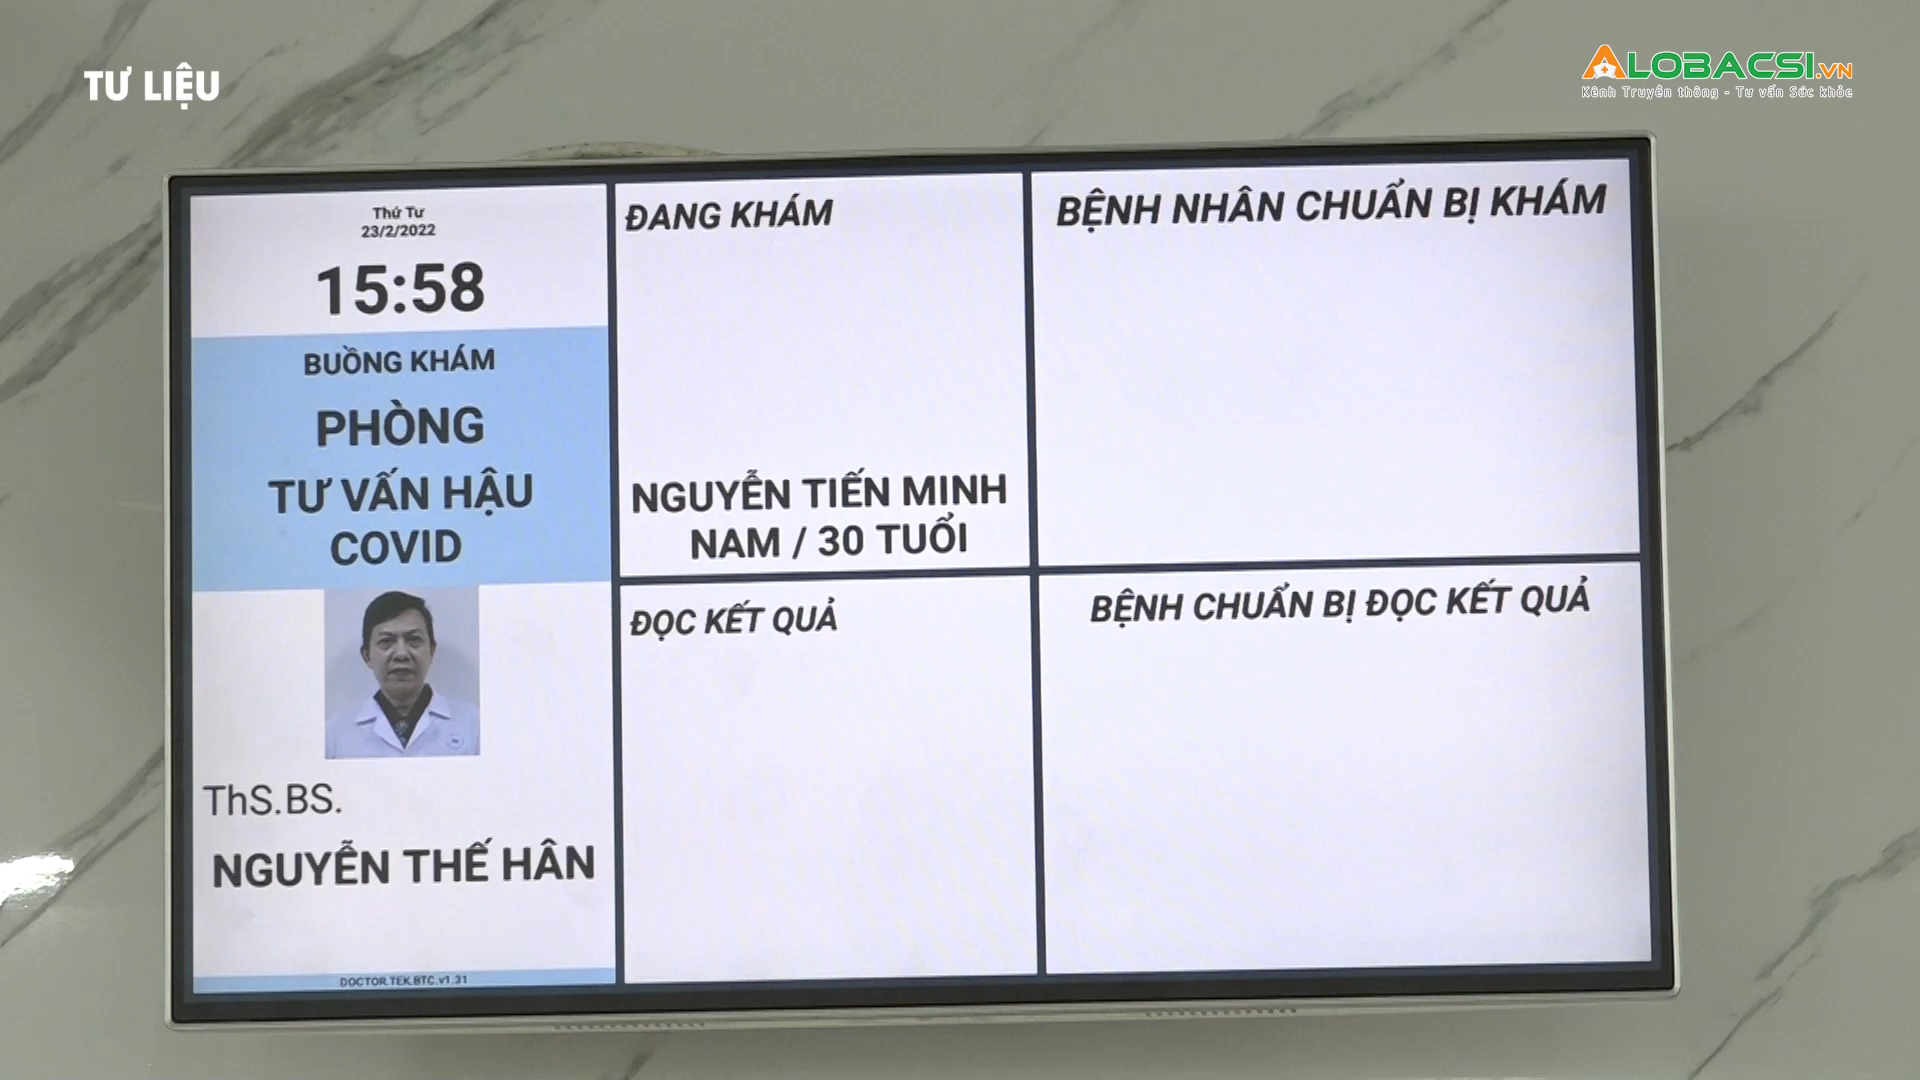 TƯ LIỆU
ALOBACSI.VN
Kênh Truyền thông - Tư vấn Sức khỏe
Thứ Tư
23/2/2022
15:58
BUỒNG KHÁM
PHÒNG
TƯ VẤN HẬU
COVID
ThS.BS.
NGUYỄN THẾ HÂN
DOCTOR.TEK.BTC.v1.31
ĐANG KHÁM
NGUYỄN TIẾN MINH
NAM / 30 TUỔI
BỆNH NHÂN CHUẨN BỊ KHÁM
ĐỌC KẾT QUẢ
BỆNH CHUẨN BỊ ĐỌC KẾT QUẢ